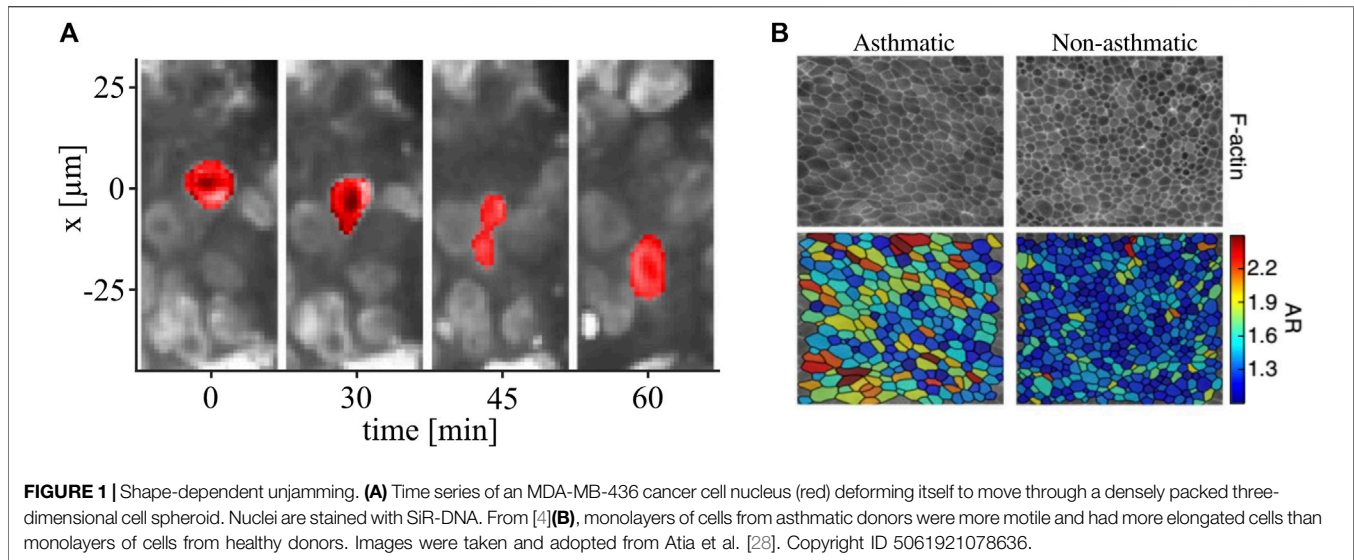 A
x [µm]
25
0
-25
0 30 45 60
time [min]
B
Asthmatic Non-asthmatic
F-actin
2.2
1.9
1.6
1.3
AR
FIGURE 1 | Shape-dependent unjamming. (A) Time series of an MDA-MB-436 cancer cell nucleus (red) deforming itself to move through a densely packed three-
dimensional cell spheroid. Nuclei are stained with SiR-DNA. From [4](B), monolayers of cells from asthmatic donors were more motile and had more elongated cells than
monolayers of cells from healthy donors. Images were taken and adopted from Atia et al. [28]. Copyright ID 5061921078636.